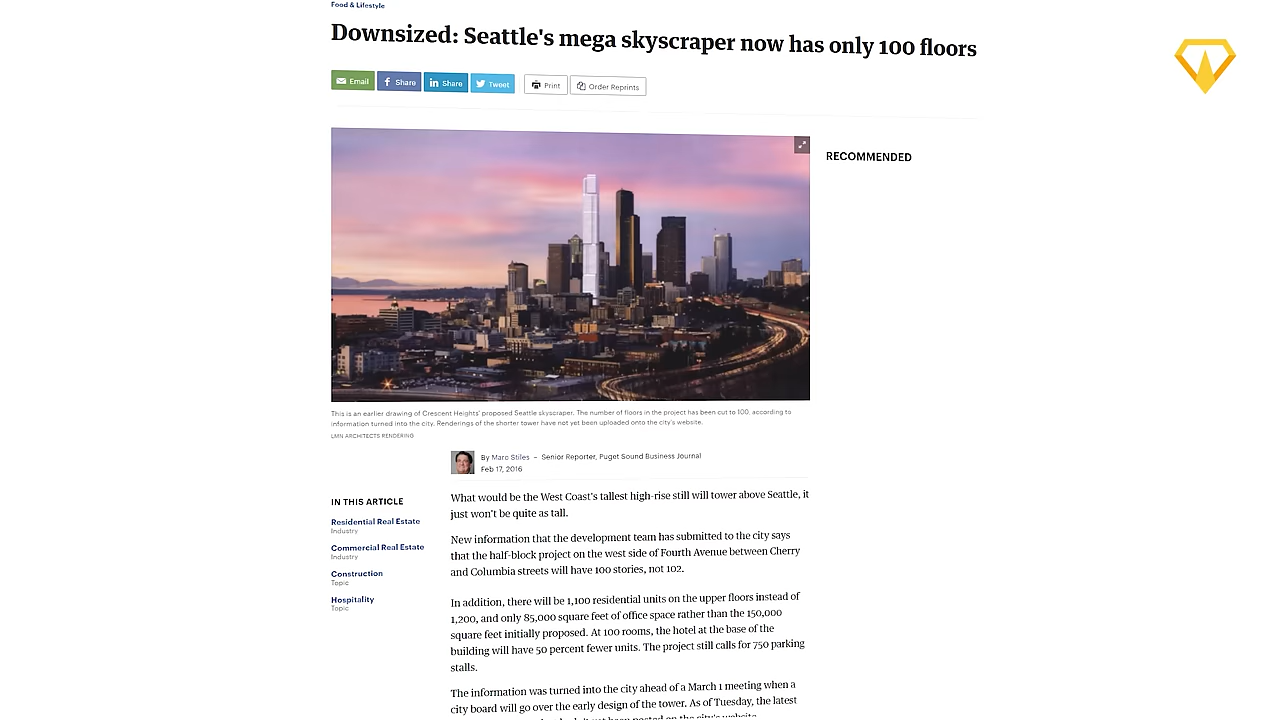 Food & Lifestyle
Downsized: Seattle's mega skyscraper now has only 100 floors
Email
Share
Share
Tweet
Print
Order Reprints
RECOMMENDED
This is an earlier drawing of Crescent Heights' proposed Seattle skyscraper. The number of floors in the project has been cut to 100, according to
information turned into the city. Renderings of the shorter tower have not yet been uploaded onto the city's website.
LMN ARCHITECTS RENDERING
By Marc Stiles – Senior Reporter, Puget Sound Business Journal
Feb 17, 2016
IN THIS ARTICLE
Residential Real Estate
Industry
Commercial Real Estate
Industry
Construction
Topic
Hospitality
Topic
What would be the West Coast's tallest high-rise still will tower above Seattle, it
just won't be quite as tall.
New information that the development team has submitted to the city says
that the half-block project on the west side of Fourth Avenue between Cherry
and Columbia streets will have 100 stories, not 102.
In addition, there will be 1,100 residential units on the upper floors instead of
1,200, and only 85,000 square feet of office space rather than the 150,000
square feet initially proposed. At 100 rooms, the hotel at the base of the
building will have 50 percent fewer units. The project still calls for 750 parking
stalls.
The information was turned into the city ahead of a March 1 meeting when a
city board will go over the early design of the tower. As of Tuesday, the latest
yet been posted on the city's website